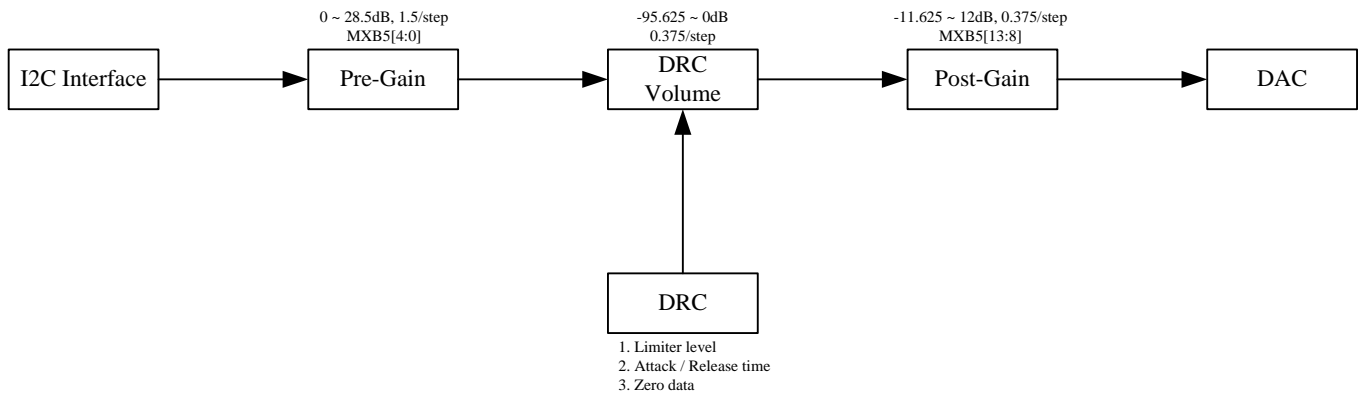 0 ~ 28.5dB, 1.5/step
MXB5[4:0]
-95.625 ~ 0dB
0.375/step
-11.625 ~ 12dB, 0.375/step
MXB5[13:8]
I2C Interface
Pre-Gain
DRC
Volume
Post-Gain
DAC
DRC
1. Limiter level
2. Attack / Release time
3. Zero data